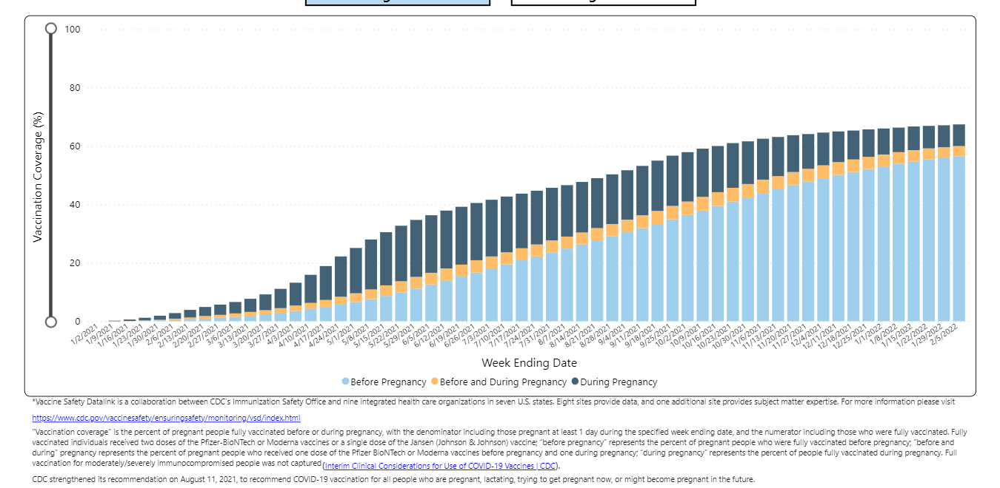 100
80
60
40
20
0
Vaccination Coverage (%)
1/2/2021 1/9/2021 1/16/2021 1/23/2021 1/30/2021 2/6/2021 2/13/2021 2/20/2021 2/27/2021 3/6/2021 3/13/2021 3/20/2021 3/27/2021 4/3/2021 4/10/2021 4/17/2021 4/24/2021 5/1/2021 5/8/2021 5/15/2021 5/22/2021 5/29/2021 6/5/2021 6/12/2021 6/19/2021 6/26/2021 7/3/2021 7/10/2021 7/17/2021 7/24/2021 7/31/2021 8/7/2021 8/14/2021 8/21/2021 8/28/2021 9/4/2021 9/11/2021 9/18/2021 9/25/2021 10/2/2021 10/9/2021 10/16/2021 10/23/2021 10/30/2021 11/6/2021 11/13/2021 11/20/2021 11/27/2021 12/4/2021 12/11/2021 12/18/2021 12/25/2021 1/1/2022 1/8/2022 1/15/2022 1/22/2022 1/29/2022 2/5/2022
Week Ending Date
Before Pregnancy Before and During Pregnancy During Pregnancy
*Vaccine Safety Datalink is a collaboration between CDC's Immunization Safety Office and nine integrated health care organizations in seven U.S. states. Eight sites provide data, and one additional site provides subject matter expertise. For more information please visit
https://www.cdc.gov/vaccinesafety/ensuringsafety/monitoring/vsd/index.html
"Vaccination coverage" is the percent of pregnant people fully vaccinated before or during pregnancy, with the denominator including those pregnant at least 1 day during the specified week ending date, and the numerator including those who were fully vaccinated. Fully
vaccinated individuals received two doses of the Pfizer-BioNTech or Moderna vaccines or a single dose of the Jansen (Johnson & Johnson) vaccine; "before pregnancy" represents the percent of pregnant people who were fully vaccinated before pregnancy; "before and
during" pregnancy represents the percent of pregnant people who received one dose of the Pfizer BioNTech or Moderna vaccines before pregnancy and one during pregnancy; "during pregnancy" represents the percent of people fully vaccinated during pregnancy. Full
vaccination for moderately/severely immunocompromised people was not captured (Interim Clinical Considerations for Use of COVID-19 Vaccines | CDC).
CDC strengthened its recommendation on August 11, 2021, to recommend COVID-19 vaccination for all people who are pregnant, lactating, trying to get pregnant now, or might become pregnant in the future.